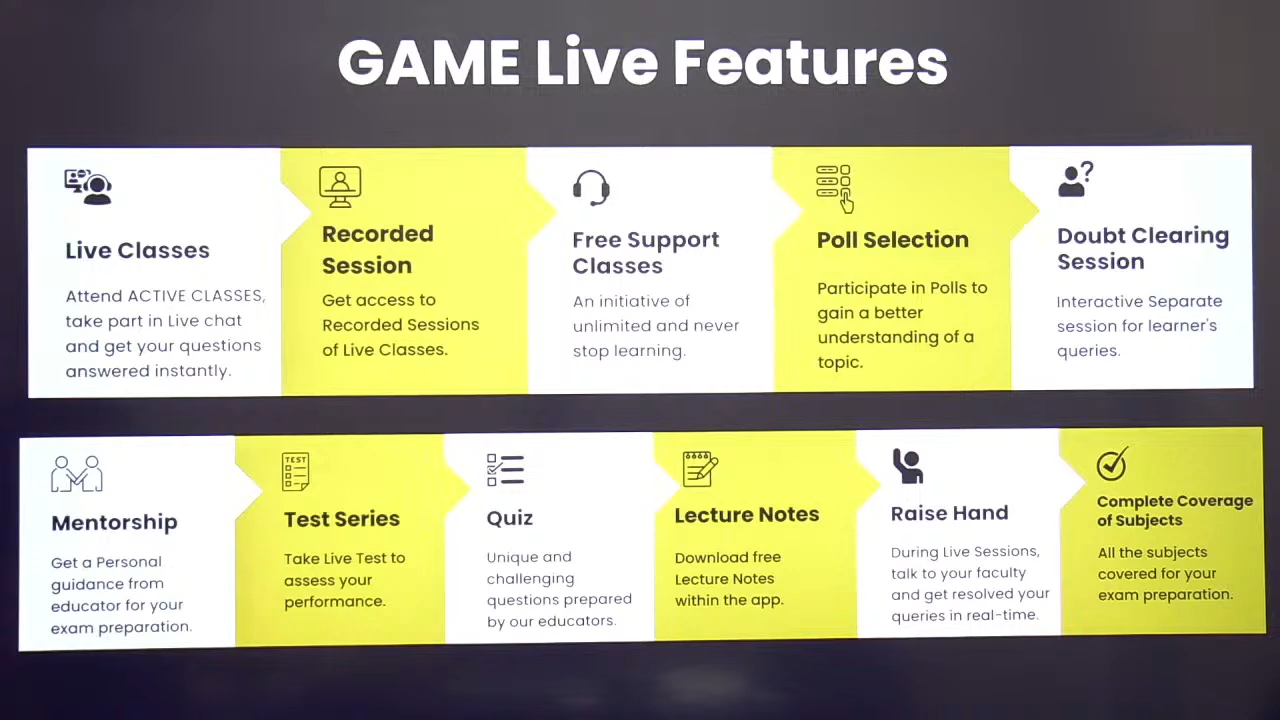 GAME Live Features
Live Classes
Attend ACTIVE CLASSES,
take part in Live chat
and get your questions
answered instantly.
Recorded
Session
Get access to
Recorded Sessions
of Live Classes.
Free Support
Classes
An initiative of
unlimited and never
stop learning.
Poll Selection
Participate in Polls to
gain a better
understanding of a
topic.
Doubt Clearing
Session
Interactive Separate
session for learner's
queries.
Mentorship
Get a Personal
guidance from
educator for your
exam preparation.
TEST
Test Series
Take Live Test to
assess your
performance.
Quiz
Unique and
challenging
questions prepared
by our educators.
Lecture Notes
Download free
Lecture Notes
within the app.
Raise Hand
During Live Sessions,
talk to your faculty
and get resolved your
queries in real-time.
Complete Coverage
of Subjects
All the subjects
covered for your
exam preparation.